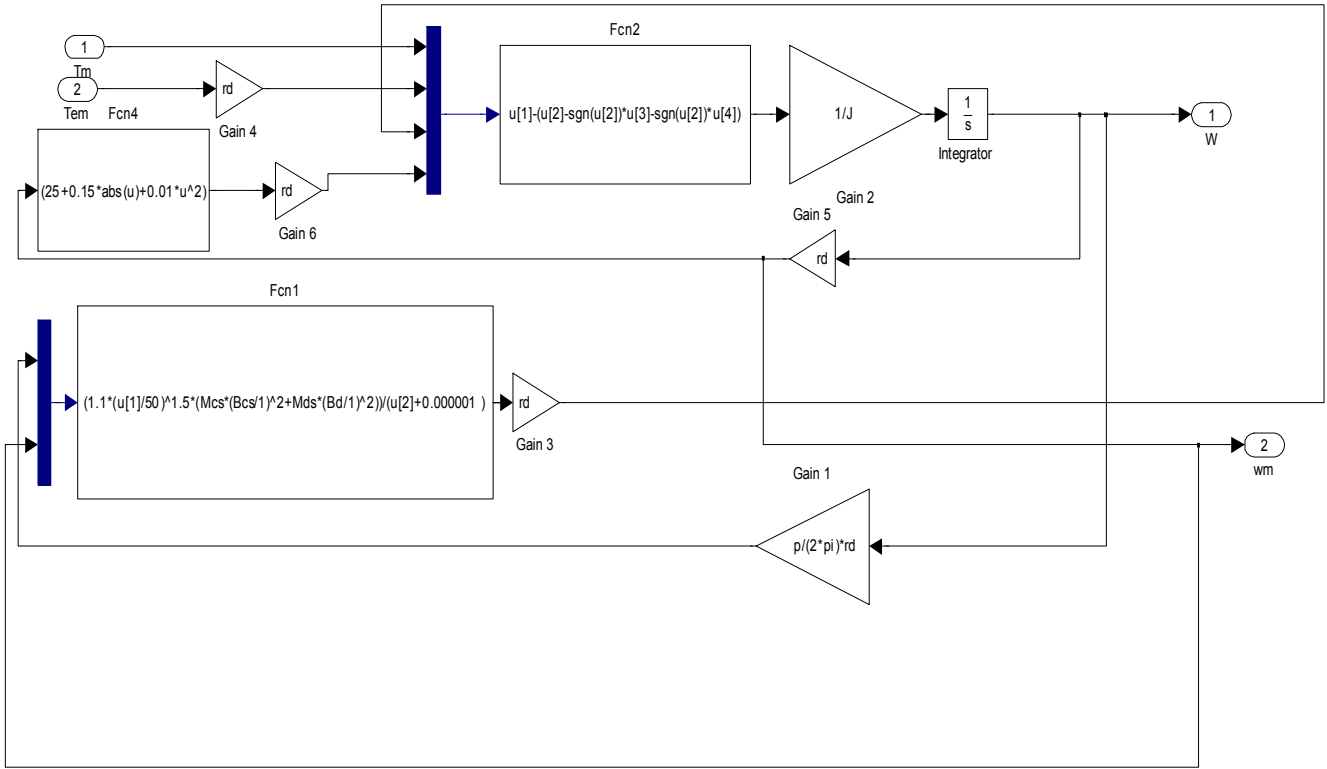 Fcn2
1
Tm
2
Tem
rd
Gain 4
Fcn4
(25+0.15*abs(u)+0.01*u^2)
rd
Gain 6
u[1]-(u[2]-sgn(u[2])*u[3]-sgn(u[2])*u[4])
1/J
Gain 2
1
s
Integrator
1
W
Gain 5
rd
Fcn1
(1.1*(u[1]/50)^1.5*(Mcs*(Bcs/1)^2+Mds*(Bd/1)^2))/(u[2]+0.000001 )
rd
Gain 3
2
wm
Gain 1
p/(2*pi)*rd